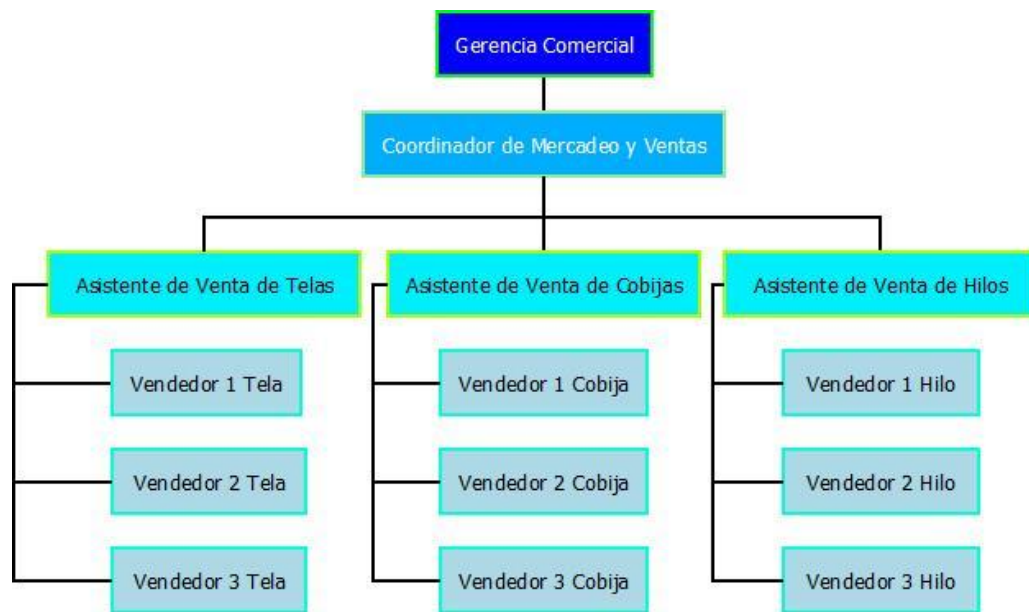 Gerencia Comercial
Coordinador de Mercadeo y Ventas
Asistente de Venta de Telas
Asistente de Venta de Cobijas
Asistente de Venta de Hilos
Vendedor 1 Tela
Vendedor 1 Cobija
Vendedor 1 Hilo
Vendedor 2 Tela
Vendedor 2 Cobija
Vendedor 2 Hilo
Vendedor 3 Tela
Vendedor 3 Cobija
Vendedor 3 Hilo